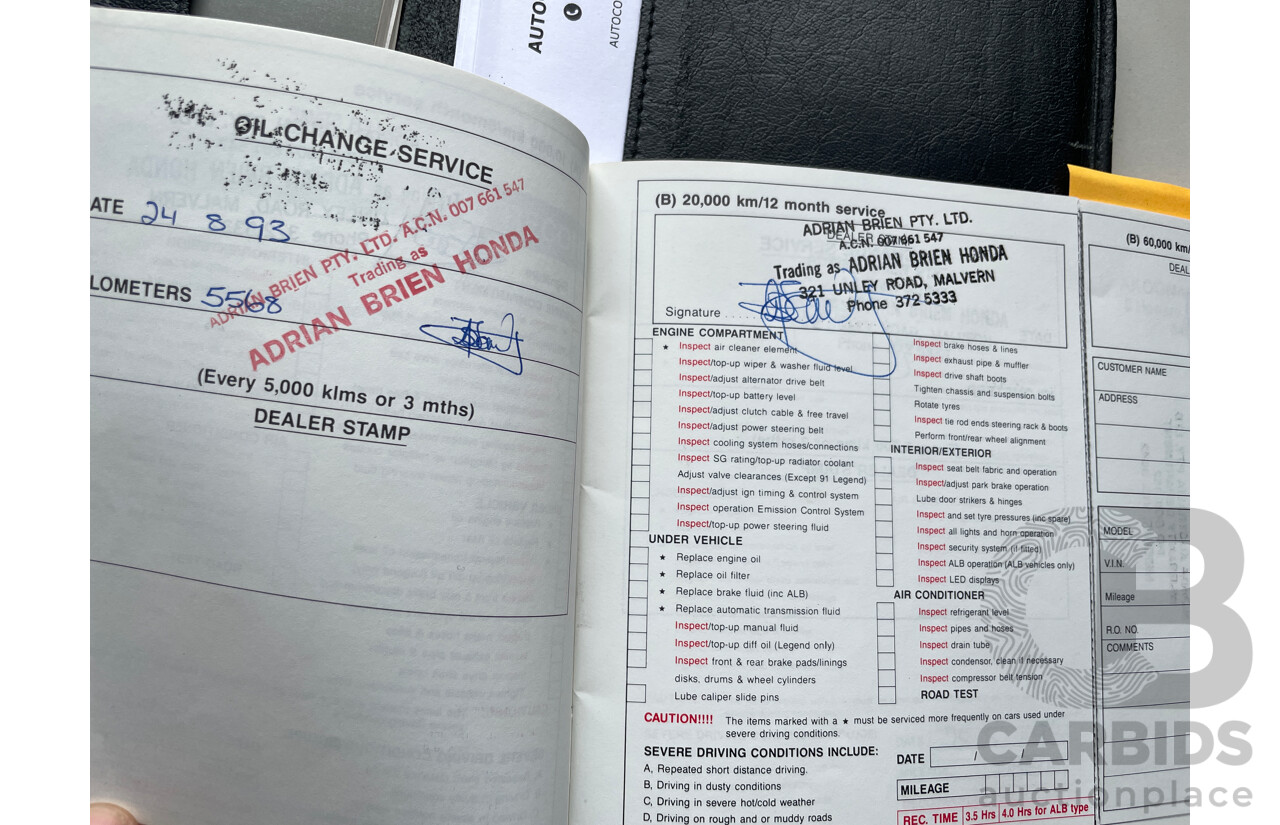 AUTOCO
AUTOCO
OIL CHANGE SERVICE
ATE 24 8 93
ADRIAN BRIEN PTY. LTD. A.C.N. 007 661 547
Trading as
ADRIAN BRIEN HONDA
LOMETERS 5568
(Every 5,000 klms or 3 mths)
DEALER STAMP
(B) 20,000 km/12 month service
ADRIAN BRIEN PTY. LTD.
A.C.N. 007 661 547
Trading as ADRIAN BRIEN HONDA
321 UNLEY ROAD, MALVERN
Phone 372 5333
Signature
ENGINE COMPARTMENT
★ Inspect air cleaner element
Inspect/top-up wiper & washer fluid level
Inspect/adjust alternator drive belt
Inspect/top-up battery level
Inspect/adjust clutch cable & free travel
Inspect/adjust power steering belt
Inspect cooling system hoses/connections
Inspect SG rating/top-up radiator coolant
Adjust valve clearances (Except 91 Legend)
Inspect/adjust ign timing & control system
Inspect operation Emission Control System
Inspect/top-up power steering fluid
UNDER VEHICLE
★ Replace engine oil
★ Replace oil filter
★ Replace brake fluid (inc ALB)
★ Replace automatic transmission fluid
Inspect/top-up manual fluid
Inspect/top-up diff oil (Legend only)
Inspect front & rear brake pads/linings
disks, drums & wheel cylinders
Lube caliper slide pins
Inspect brake hoses & lines
Inspect exhaust pipe & muffler
Inspect drive shaft boots
Tighten chassis and suspension bolts
Rotate tyres
Inspect tie rod ends steering rack & boots
Perform front/rear wheel alignment
INTERIOR/EXTERIOR
Inspect seat belt fabric and operation
Inspect/adjust park brake operation
Lube door strikers & hinges
Inspect and set tyre pressures (inc spare)
Inspect all lights and horn operation
Inspect security system (if fitted)
Inspect ALB operation (ALB vehicles only)
Inspect LED displays
AIR CONDITIONER
Inspect refrigerant level
Inspect pipes and hoses
Inspect drain tube
Inspect condensor, clean if necessary
Inspect compressor belt tension
ROAD TEST
CAUTION!!!! The items marked with a ★ must be serviced more frequently on cars used under
severe driving conditions.
SEVERE DRIVING CONDITIONS INCLUDE:
A, Repeated short distance driving.
B, Driving in dusty conditions
C, Driving in severe hot/cold weather
D, Driving on rough and or muddy roads
DATE / /
MILEAGE
REC. TIME 3.5 Hrs 4.0 Hrs for ALB type
(B) 60,000 km/
DEAL
CUSTOMER NAME
ADDRESS
MODEL
V.I.N.
Mileage
R.O. NO.
COMMENTS
CARBIDS
auctionplace